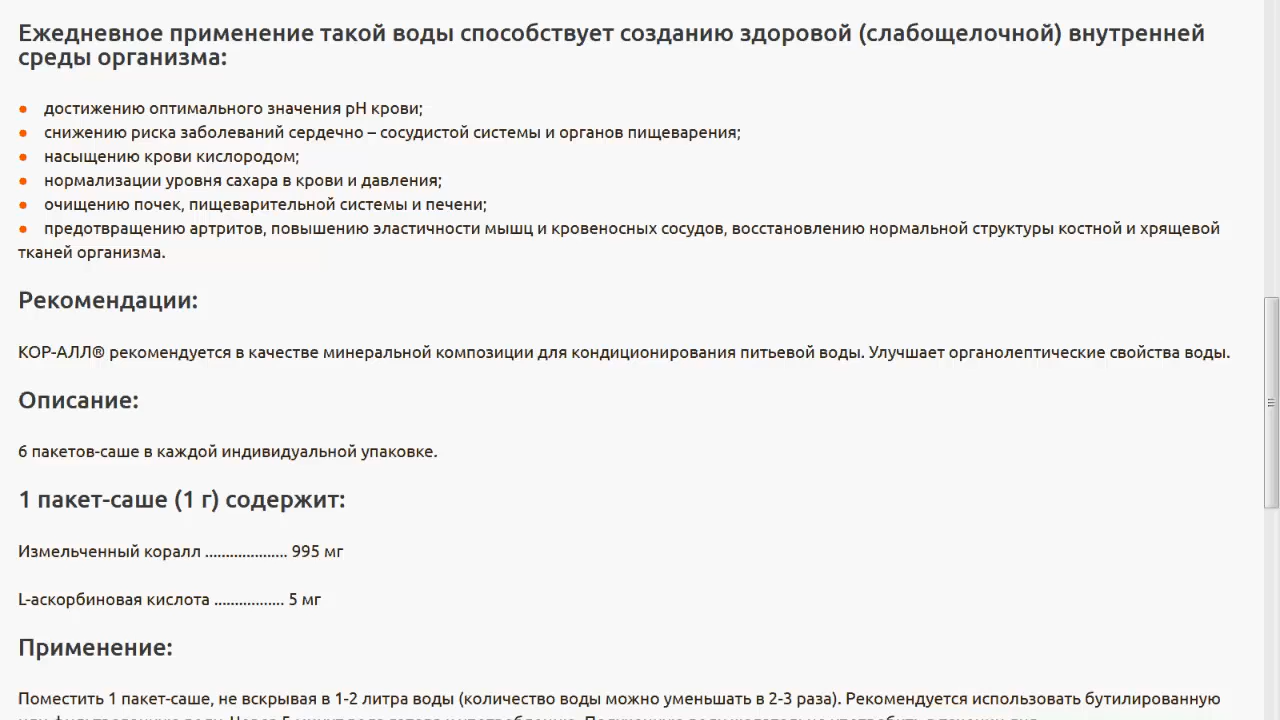 Ежедневное применение такой воды способствует созданию здоровой (слабощелочной) внутренней
среды организма:
• достижению оптимального значения pH крови;
• снижению риска заболеваний сердечно – сосудистой системы и органов пищеварения;
• насыщению крови кислородом;
• нормализации уровня сахара в крови и давления;
• очищению почек, пищеварительной системы и печени;
• предотвращению артритов, повышению эластичности мышц и кровеносных сосудов, восстановлению нормальной структуры костной и хрящевой
тканей организма.
Рекомендации:
КОР-АЛЛ® рекомендуется в качестве минеральной композиции для кондиционирования питьевой воды. Улучшает органолептические свойства воды.
Описание:
6 пакетов-саше в каждой индивидуальной упаковке.
1 пакет-саше (1 г) содержит:
Измельченный коралл .................... 995 мг
L-аскорбиновая кислота ................. 5 мг
Применение:
Поместить 1 пакет-саше, не вскрывая в 1-2 литра воды (количество воды можно уменьшать в 2-3 раза). Рекомендуется использовать бутилированную